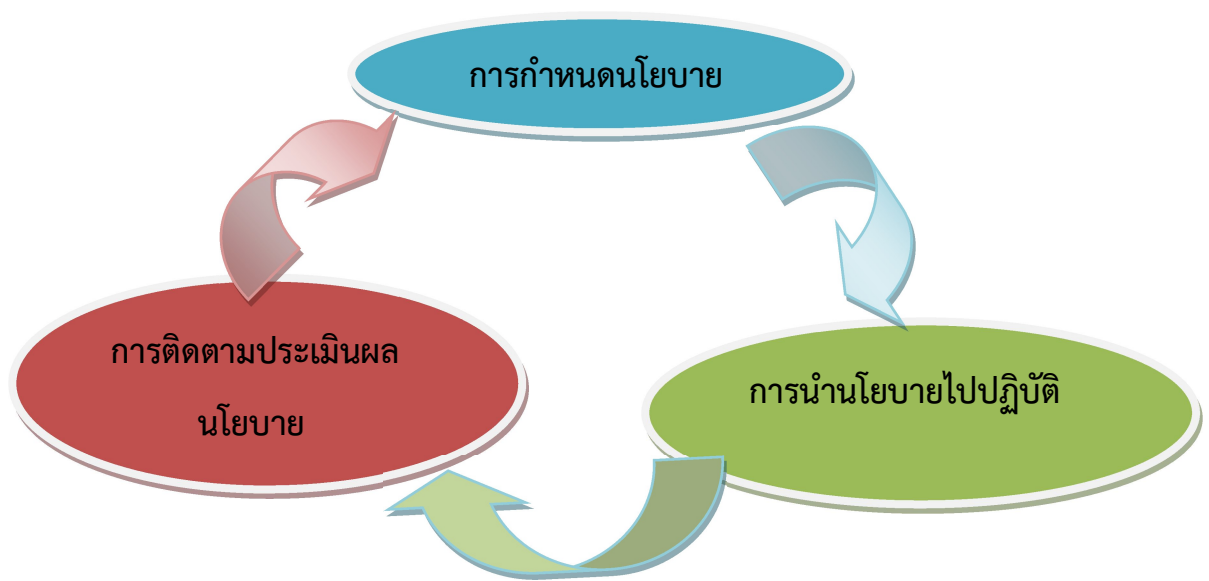 การกำหนดนโยบาย
การนำนโยบายไปปฏิบัติ
การติดตามประเมินผล
นโยบาย